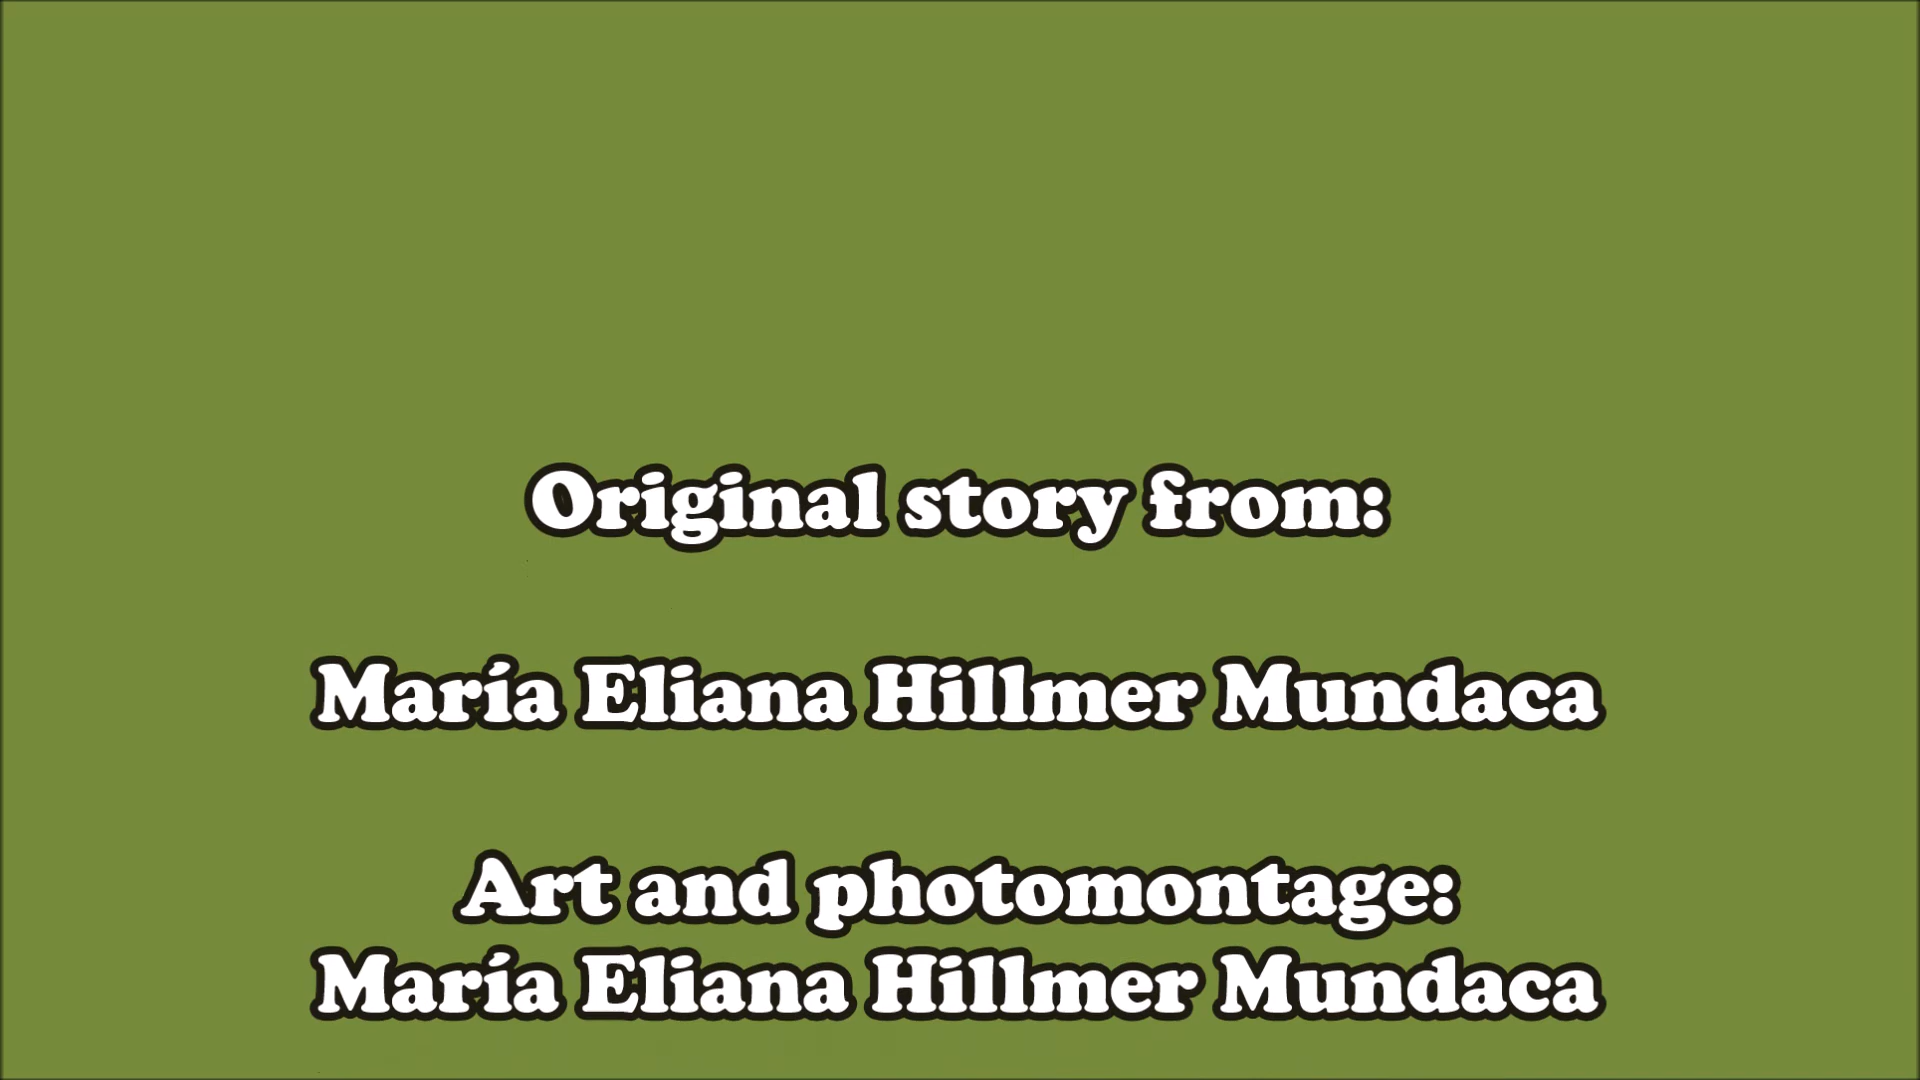 Original story from:
María Eliana Hillmer Mundaca
Art and photomontage:
María Eliana Hillmer Mundaca